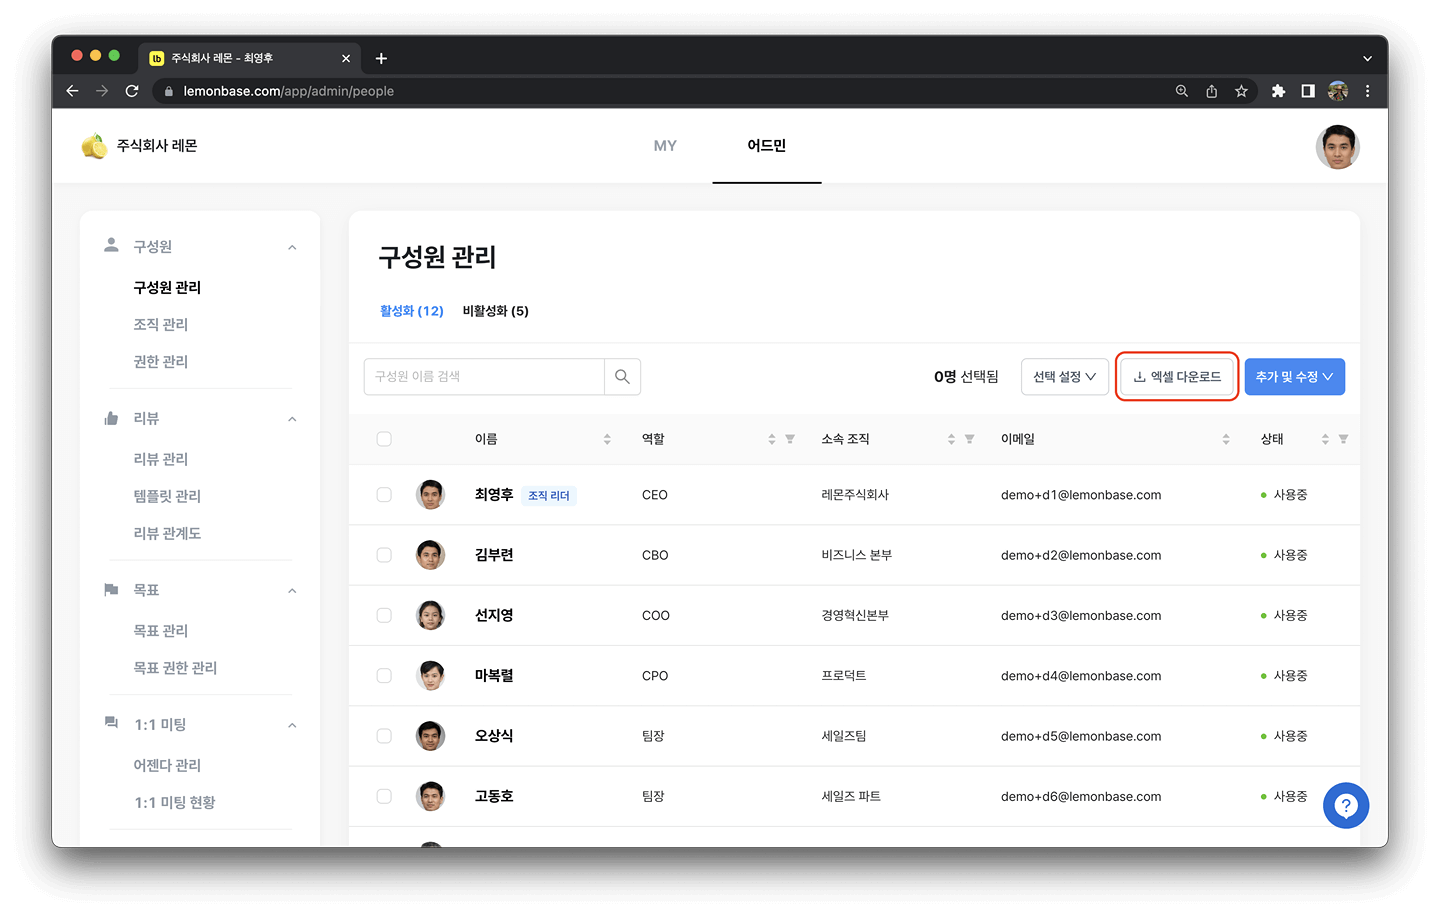 lb 주식회사 레몬 - 최영후
lemonbase.com/app/admin/people
주식회사 레몬
MY
어드민
구성원
구성원 관리
조직 관리
권한 관리
리뷰
리뷰 관리
템플릿 관리
리뷰 관계도
목표
목표 관리
목표 권한 관리
1:1 미팅
어젠다 관리
1:1 미팅 현황
구성원 관리
활성화 (12) 비활성화 (5)
구성원 이름 검색
0명 선택됨 선택 설정 엑셀 다운로드 추가 및 수정
이름 역할 소속 조직 이메일 상태
최영후 조직 리더 CEO 레몬주식회사 demo+d1@lemonbase.com 사용중
김부련 CBO 비즈니스 본부 demo+d2@lemonbase.com 사용중
선지영 COO 경영혁신본부 demo+d3@lemonbase.com 사용중
마복렬 CPO 프로덕트 demo+d4@lemonbase.com 사용중
오상식 팀장 세일즈팀 demo+d5@lemonbase.com 사용중
고동호 팀장 세일즈 파트 demo+d6@lemonbase.com 사용중
?